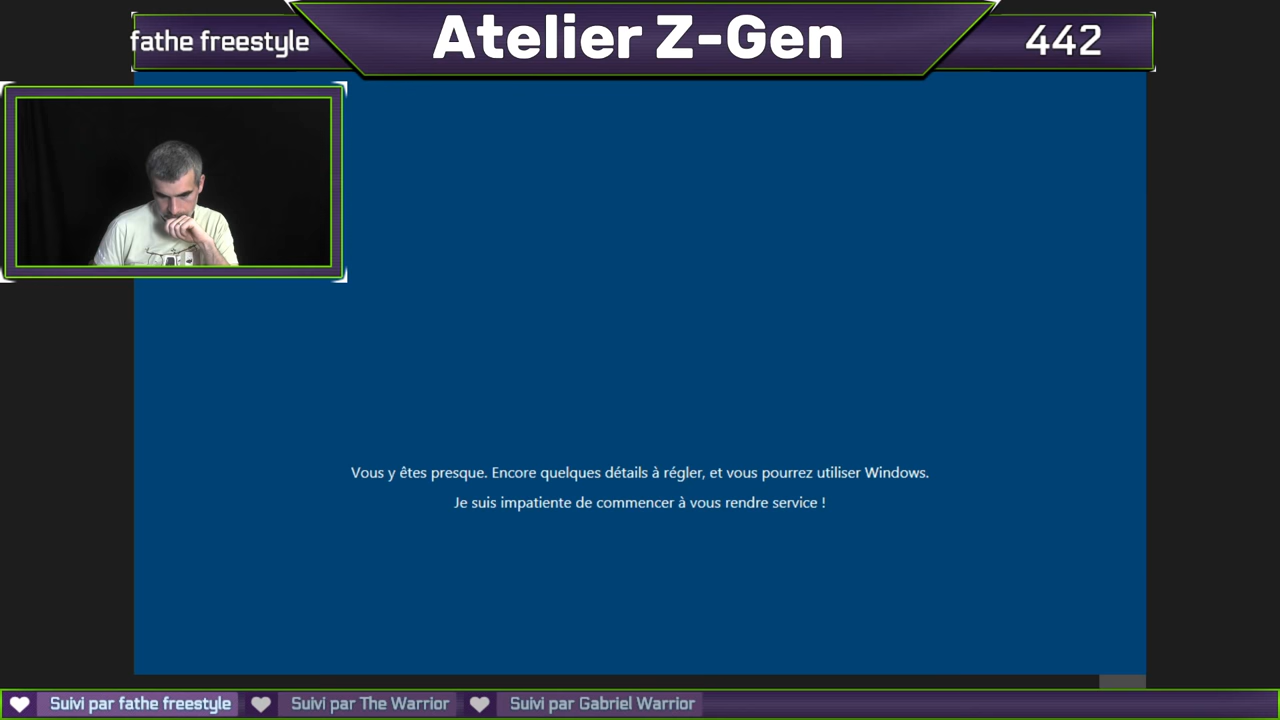 fathe freestyle
Atelier Z-Gen
442
Vous y êtes presque. Encore quelques détails à régler, et vous pourrez utiliser Windows.
Je suis impatiente de commencer à vous rendre service !
Suivi par fathe freestyle
Suivi par The Warrior
Suivi par Gabriel Warrior